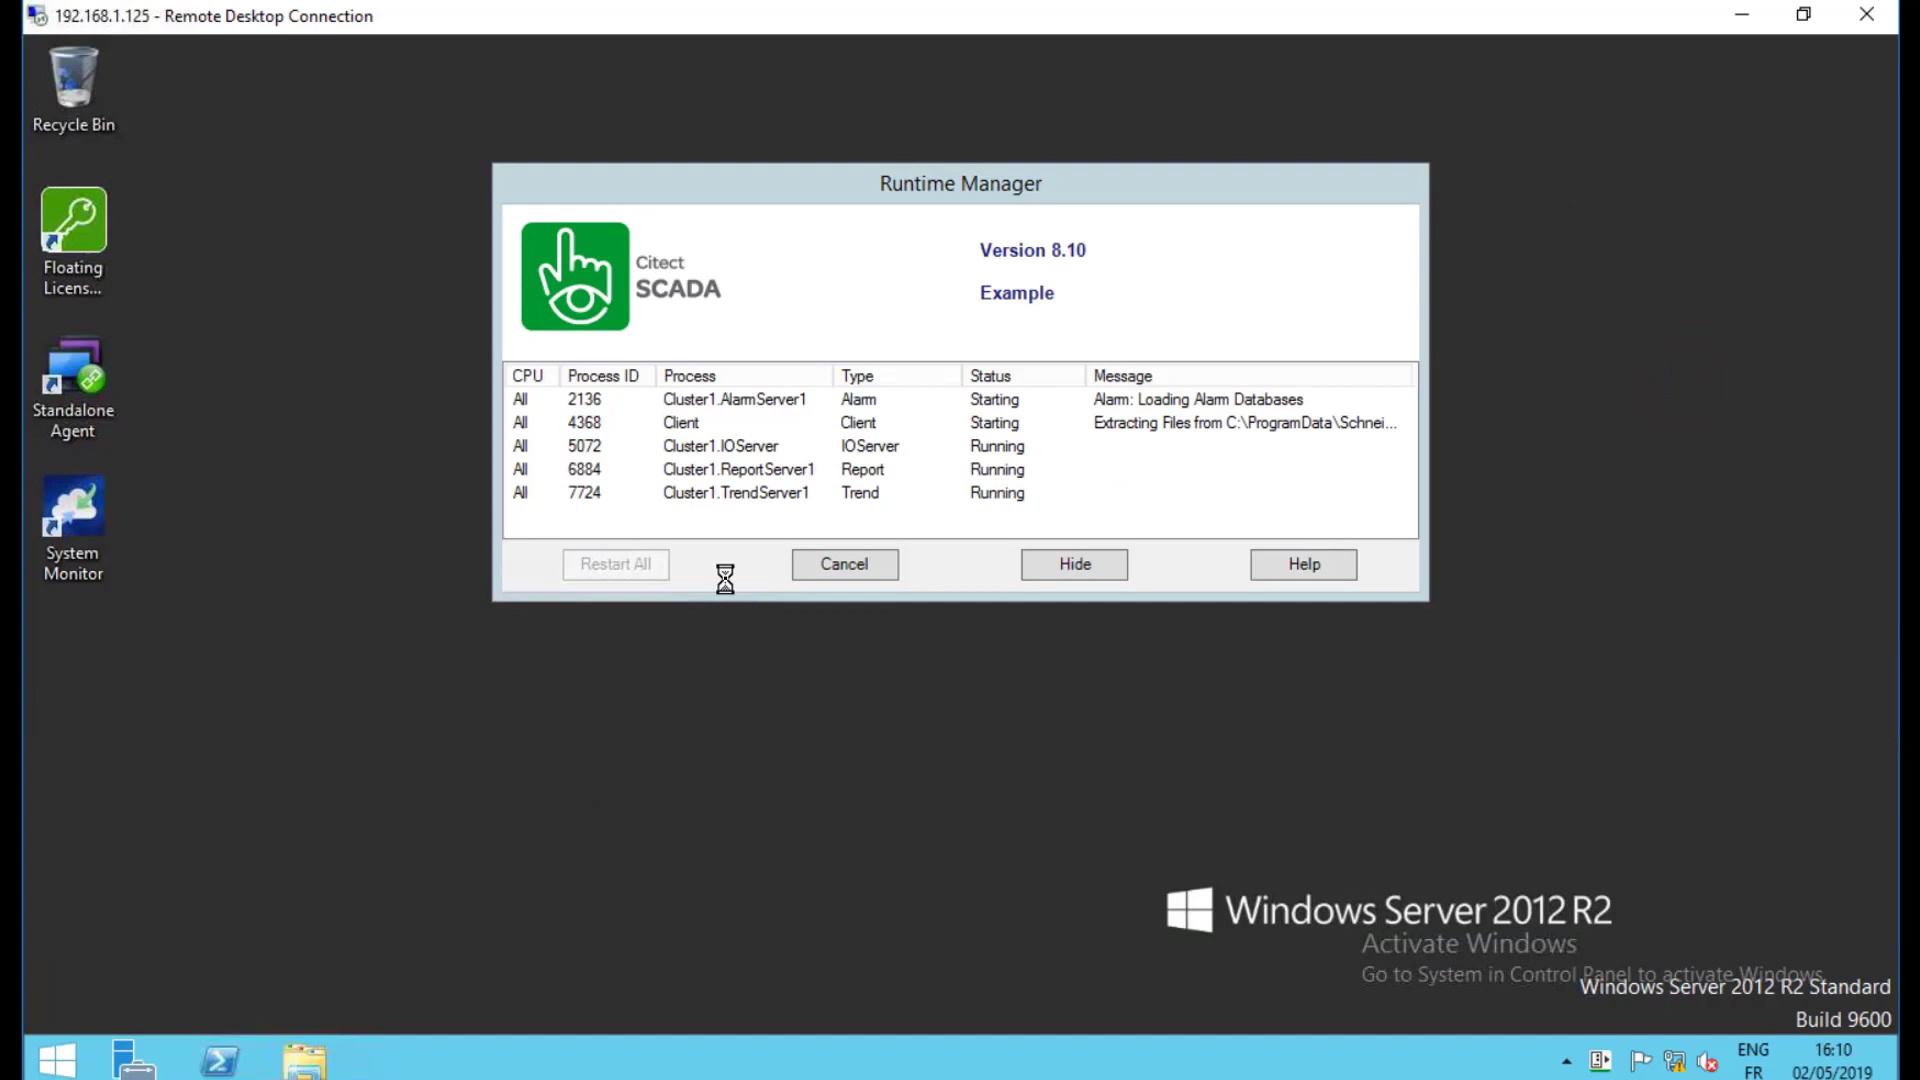 192.168.1.125 - Remote Desktop Connection
Recycle Bin
Floating
Licens...
Standalone
Agent
System
Monitor
Runtime Manager
Citect
SCADA
Version 8.10
Example
CPU Process ID Process Type Status Message
All 2136 Cluster1.AlarmServer1 Alarm Starting Alarm: Loading Alarm Databases
All 4368 Client Client Starting Extracting Files from C:\ProgramData\Schnei...
All 5072 Cluster1.IOServer IOServer Running
All 6884 Cluster1.ReportServer1 Report Running
All 7724 Cluster1.TrendServer1 Trend Running
Restart All Cancel Hide Help
Windows Server 2012 R2
Activate Windows
Go to System in Control Panel to activate Windows.
Windows Server 2012 R2 Standard
Build 9600
ENG 16:10
FR 02/05/2019